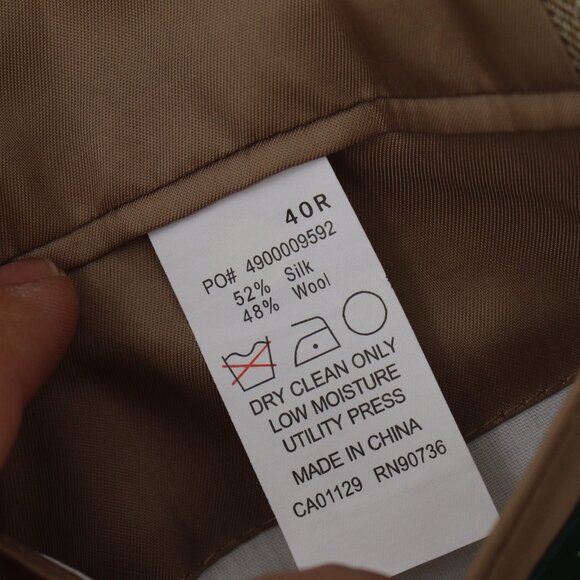 40R
PO# 4900009592
52% Silk
48% Wool
DRY CLEAN ONLY
LOW MOISTURE
UTILITY PRESS
MADE IN CHINA
CA01129 RN90736